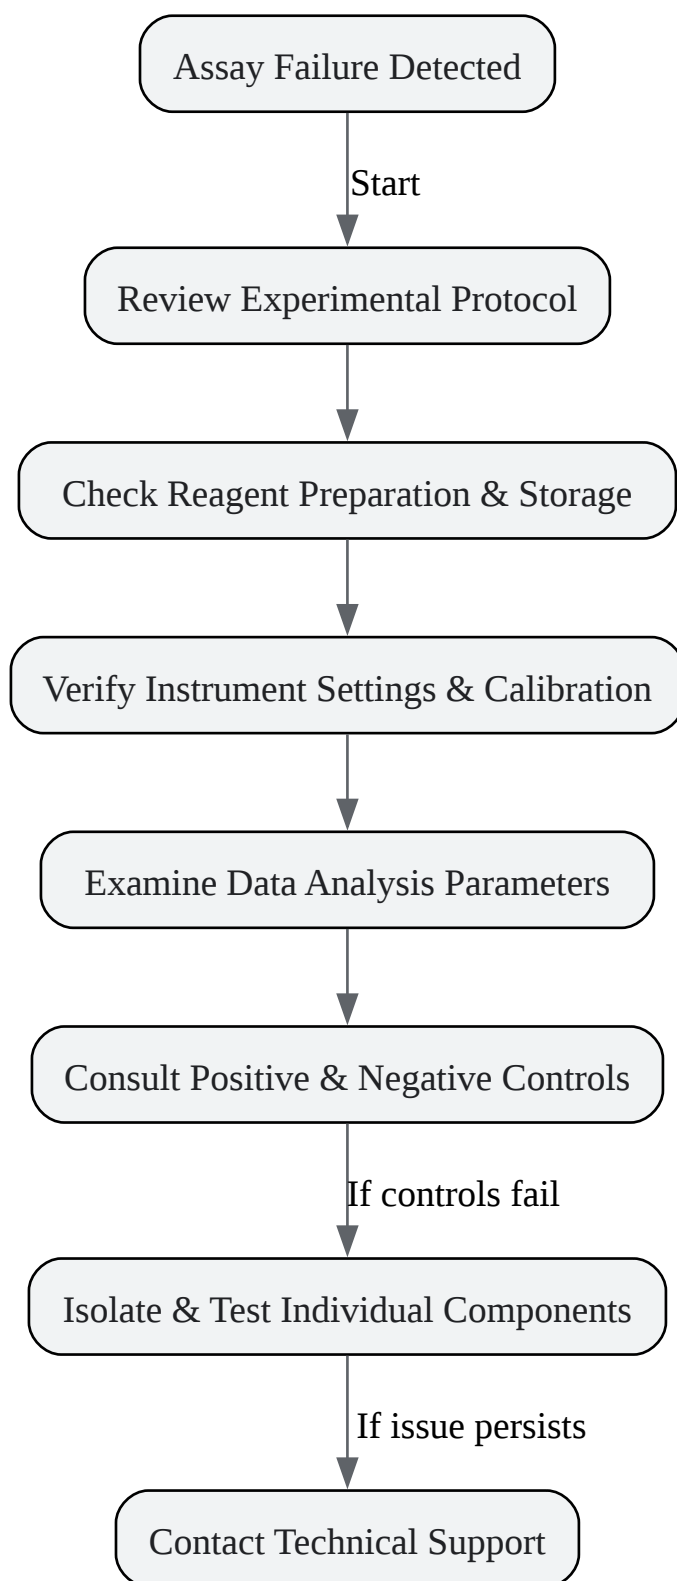 Assay Failure Detected
Start
Review Experimental Protocol
Check Reagent Preparation & Storage
Verify Instrument Settings & Calibration
Examine Data Analysis Parameters
Consult Positive & Negative Controls
If controls fail
Isolate & Test Individual Components
If issue persists
Contact Technical Support